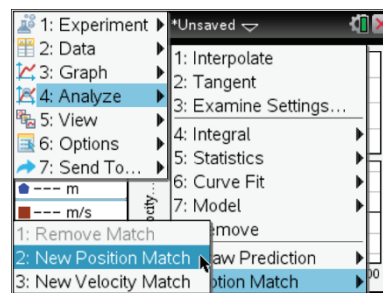 1: Experiment
2: Data
3: Graph
4: Analyze
5: View
6: Options
7: Send To...
*Unsaved
1: Interpolate
2: Tangent
3: Examine Settings...
4: Integral
5: Statistics
6: Curve Fit
7: Model
emove
aw Prediction
otion Match
--- m
--- m/s
ocity...
1: Remove Match
2: New Position Match
3: New Velocity Match